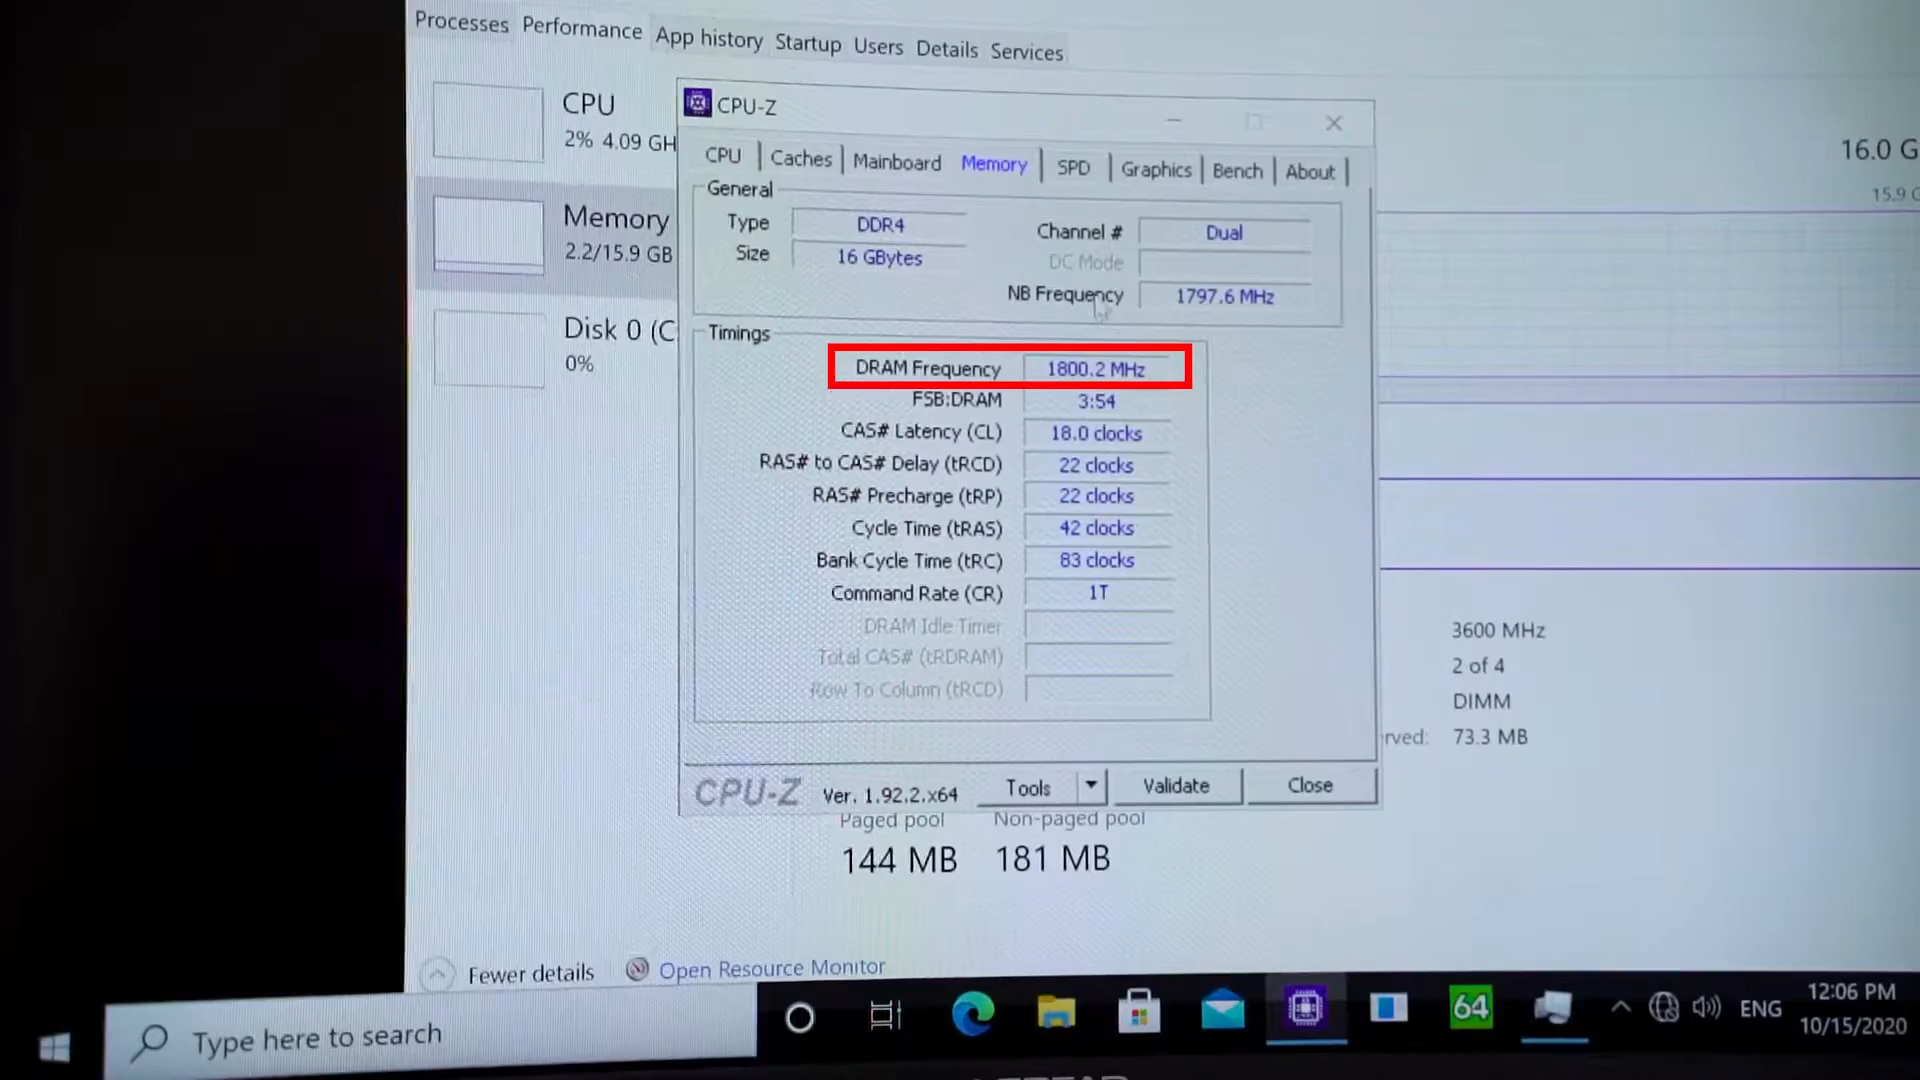 Processes Performance App history Startup Users Details Services
CPU
2% 4.09 GH
Memory
2.2/15.9 GB
Disk 0 (C
0%
16.0 G
15.9
CPU-Z
CPU Caches Mainboard Memory SPD Graphics Bench About
General
Type DDR4 Channel # Dual
Size 16 GBytes DC Mode
NB Frequency 1797.6 MHz
Timings
DRAM Frequency 1800.2 MHz
FSB:DRAM 3:54
CAS# Latency (CL) 18.0 clocks
RAS# to CAS# Delay (tRCD) 22 clocks
RAS# Precharge (tRP) 22 clocks
Cycle Time (tRAS) 42 clocks
Bank Cycle Time (tRC) 83 clocks
Command Rate (CR) 1T
DRAM Idle Timer
Total CAS# (tRDRAM)
Row To Column (tRCD)
3600 MHz
2 of 4
DIMM
rved: 73.3 MB
CPU-Z Ver. 1.92.2.x64 Tools Validate Close
Paged pool Non-paged pool
144 MB 181 MB
Fewer details Open Resource Monitor
Type here to search
64
ENG
12:06 PM
10/15/2020